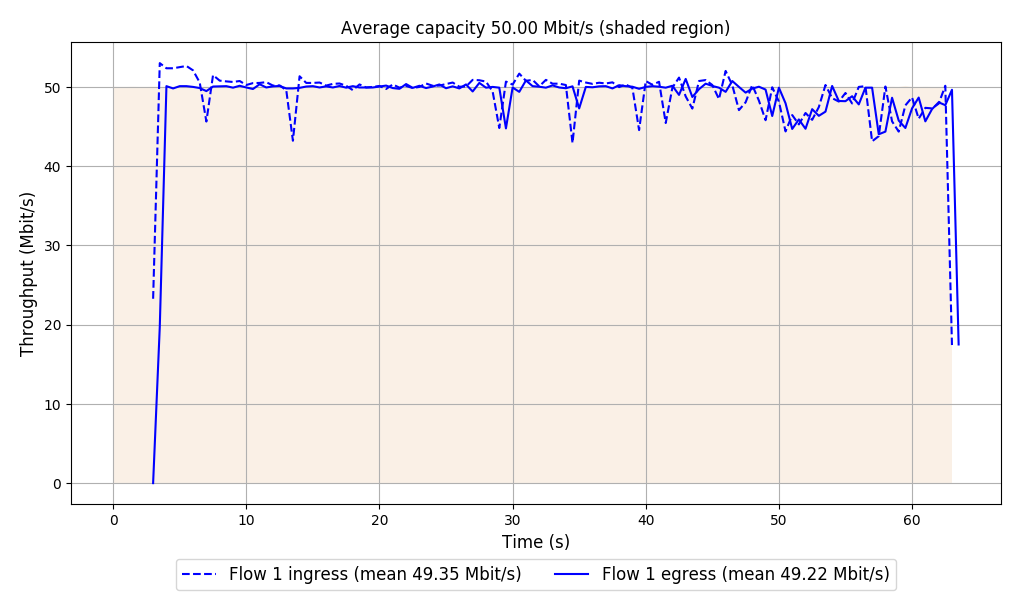 Average capacity 50.00 Mbit/s (shaded region)
Throughput (Mbit/s)
50
40
30
20
10
0
0 10 20 30 40 50 60
Time (s)
Flow 1 ingress (mean 49.35 Mbit/s) Flow 1 egress (mean 49.22 Mbit/s)